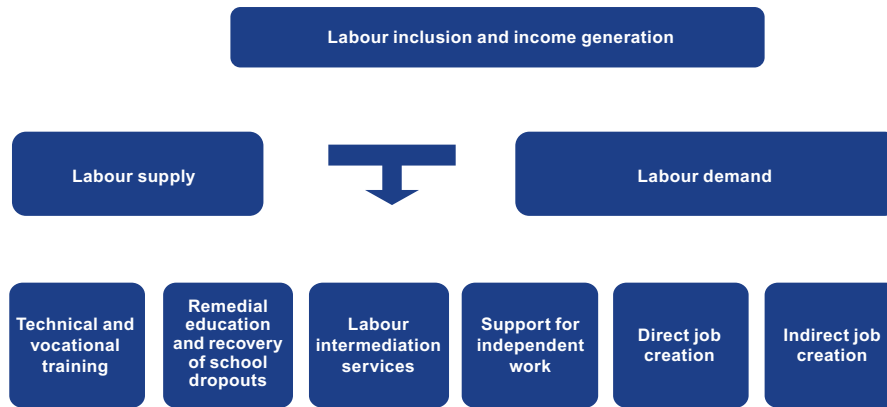 Labour inclusion and income generation
Labour supply
Labour demand
Technical and
vocational
training
Remedial
education
and recovery
of school
dropouts
Labour
intermediation
services
Support for
independent
work
Direct job
creation
Indirect job
creation